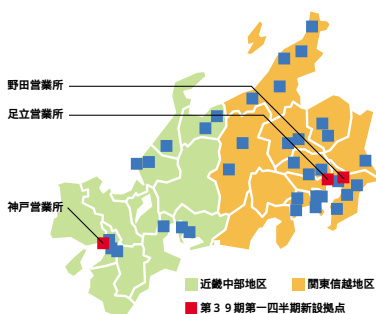 野田営業所
足立営業所
神戸営業所
近畿中部地区
関東信越地区
第３９期第一四半期新設拠点